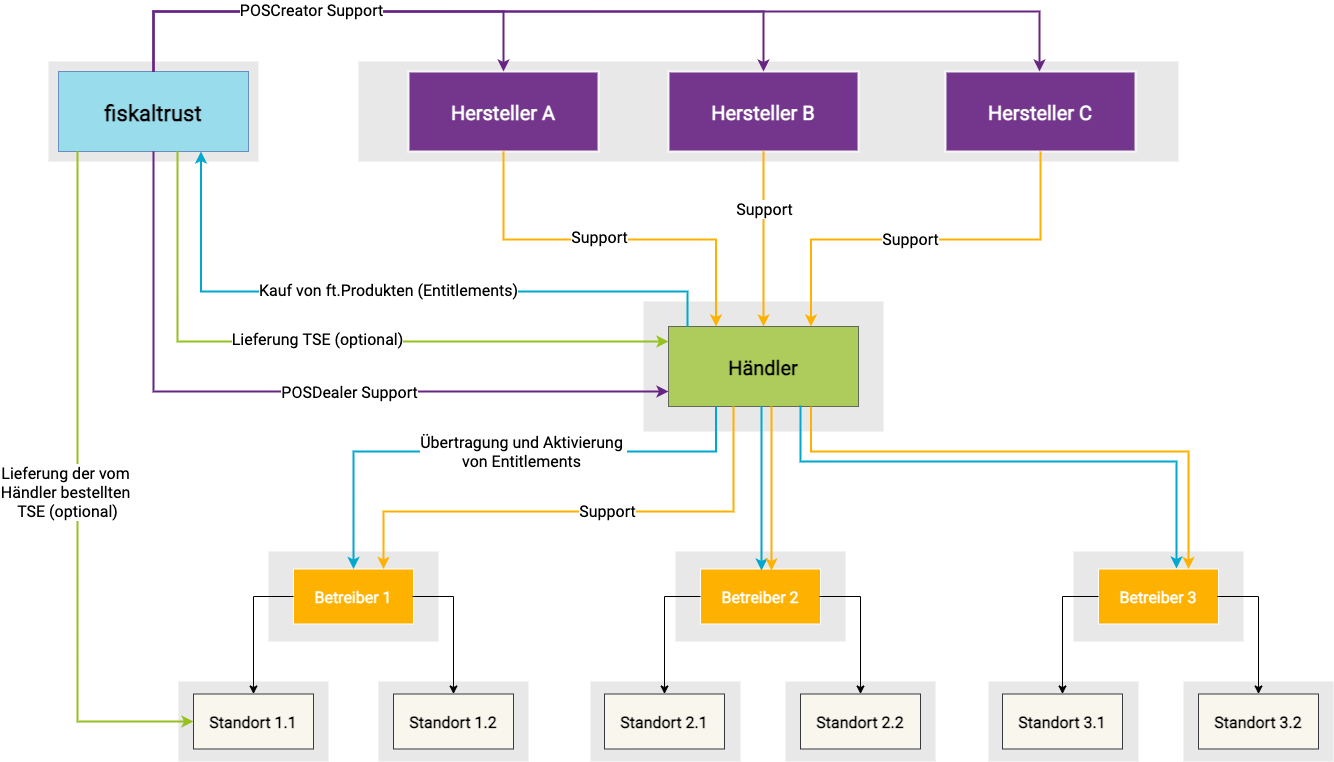 POSCreator Support
fiskaltrust
Hersteller A
Hersteller B
Hersteller C
Support
Support
Support
Kauf von ft.Produkten (Entitlements)
Lieferung TSE (optional)
Händler
POSDealer Support
Übertragung und Aktivierung
von Entitlements
Lieferung der vom
Händler bestellten
TSE (optional)
Support
Betreiber 1
Betreiber 2
Betreiber 3
Standort 1.1
Standort 1.2
Standort 2.1
Standort 2.2
Standort 3.1
Standort 3.2